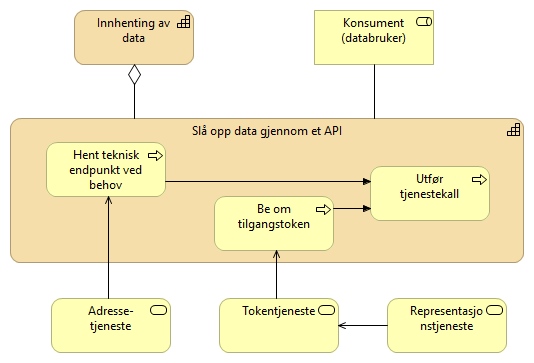 Innhenting av
data
Konsument
(databruker)
Slå opp data gjennom et API
Hent teknisk
endpunkt ved
behov
Utfør
tjenestekall
Be om
tilgangstoken
Adresse-
tjeneste
Tokentjeneste
Representasjo
nstjeneste